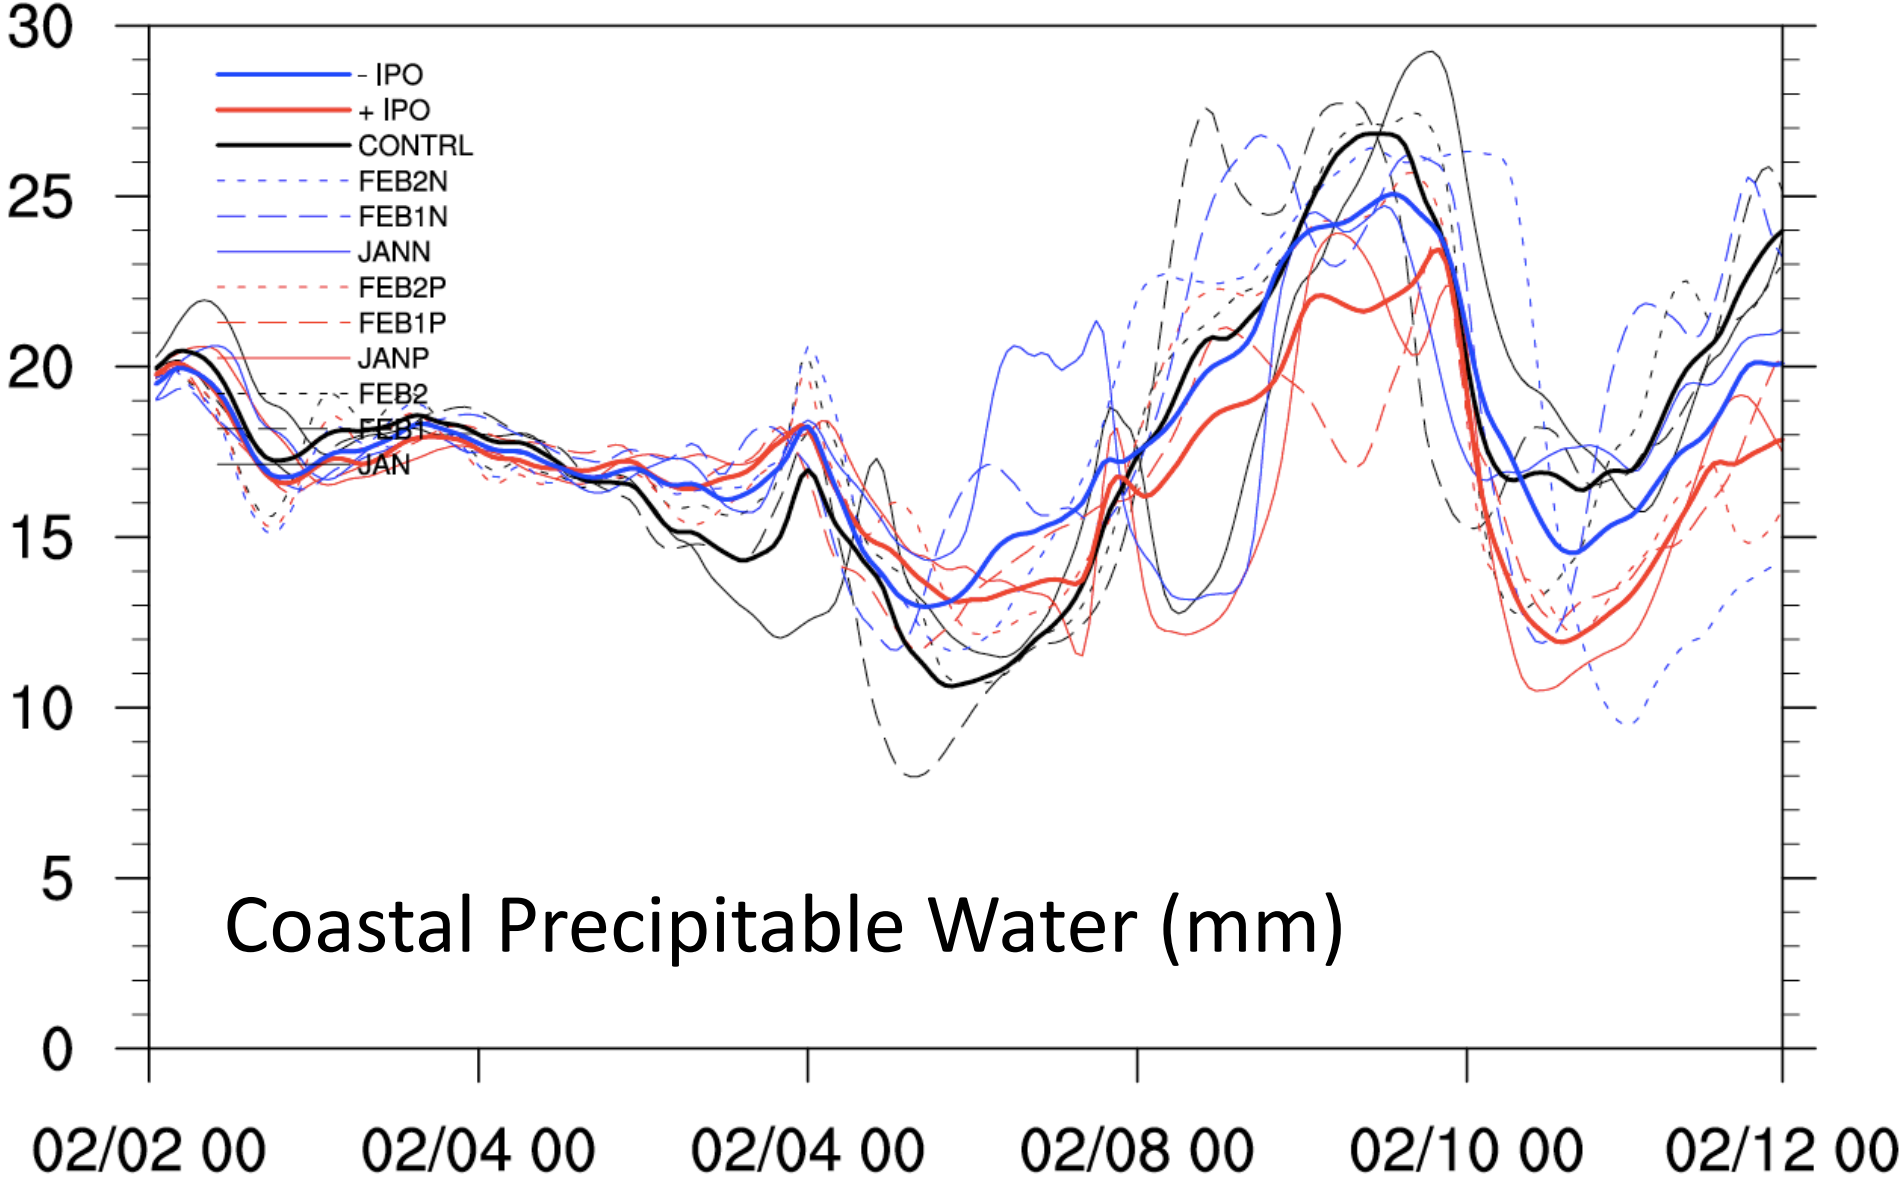 30
25
20
15
10
5
0
- IPO
+ IPO
CONTRL
FEB2N
FEB1N
JANN
FEB2P
FEB1P
JANP
FEB2
FEB1
JAN
Coastal Precipitable Water (mm)
02/02 00 02/04 00 02/04 00 02/08 00 02/10 00 02/12 00